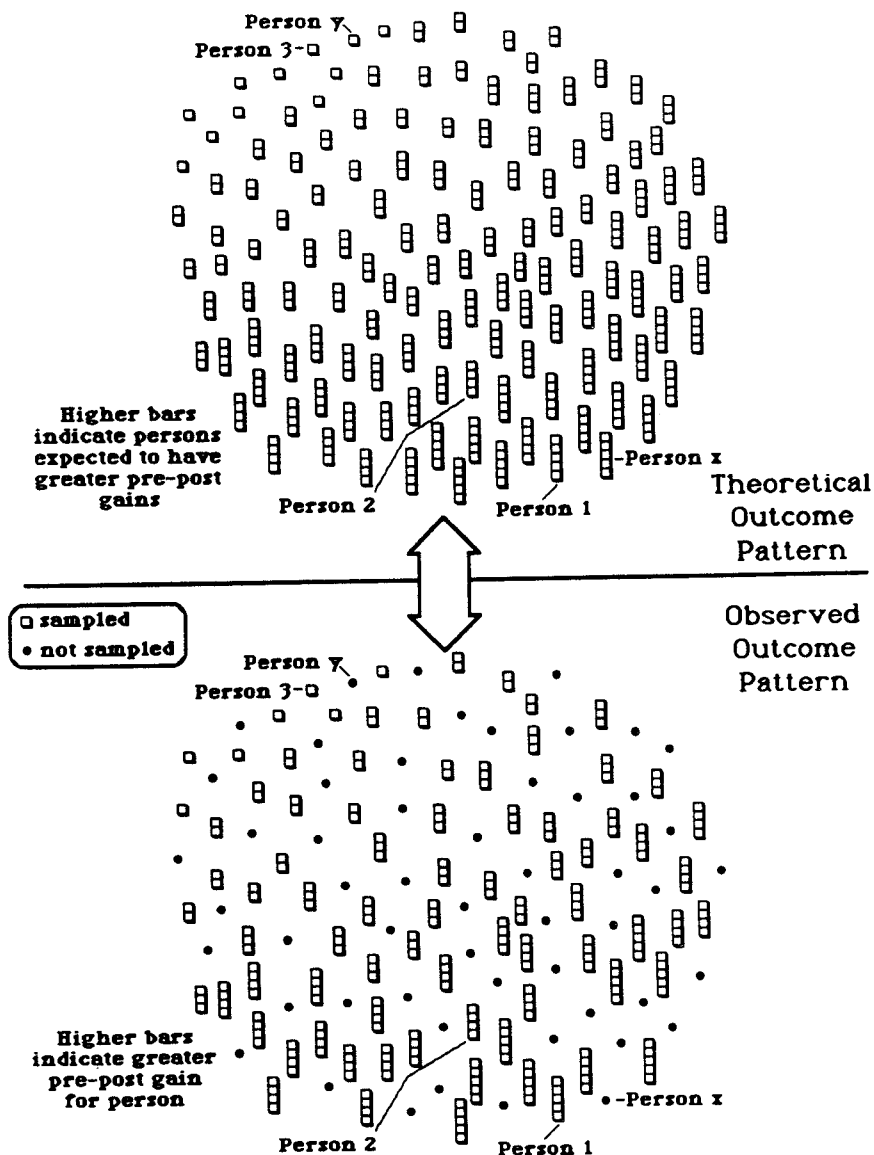 Person y
Person 3
Higher bars
indicate persons
expected to have
greater pre-post
gains
Person 2
Person 1
Person x
Theoretical
Outcome
Pattern
sampled
not sampled
Observed
Outcome
Pattern
Person y
Person 3
Higher bars
indicate greater
pre-post gain
for person
Person 2
Person 1
Person x